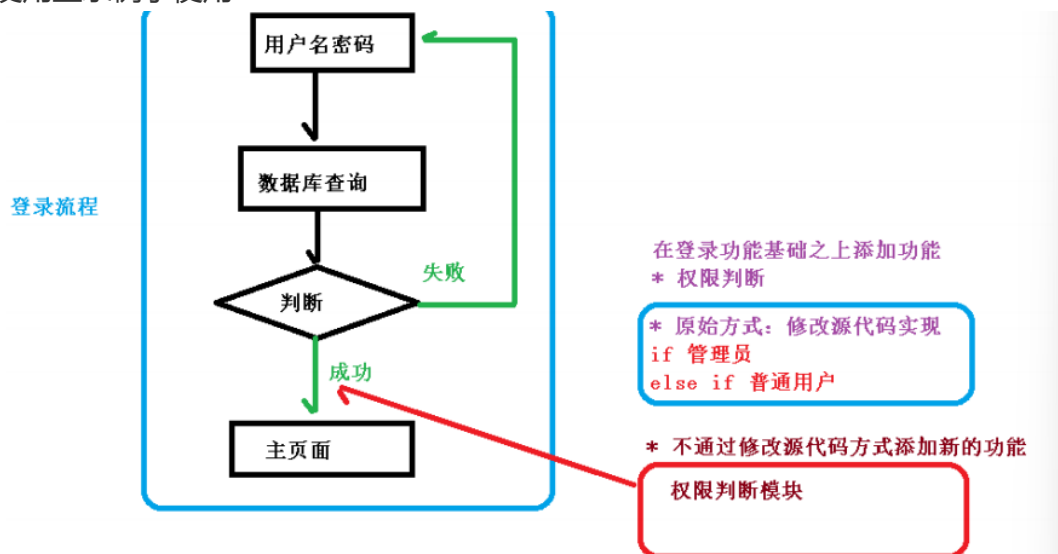 用户名密码
数据库查询
登录流程
失败
判断
成功
主页面
在登录功能基础之上添加功能
* 权限判断
* 原始方式：修改源代码实现
if 管理员
else if 普通用户
* 不通过修改源代码方式添加新的功能
权限判断模块